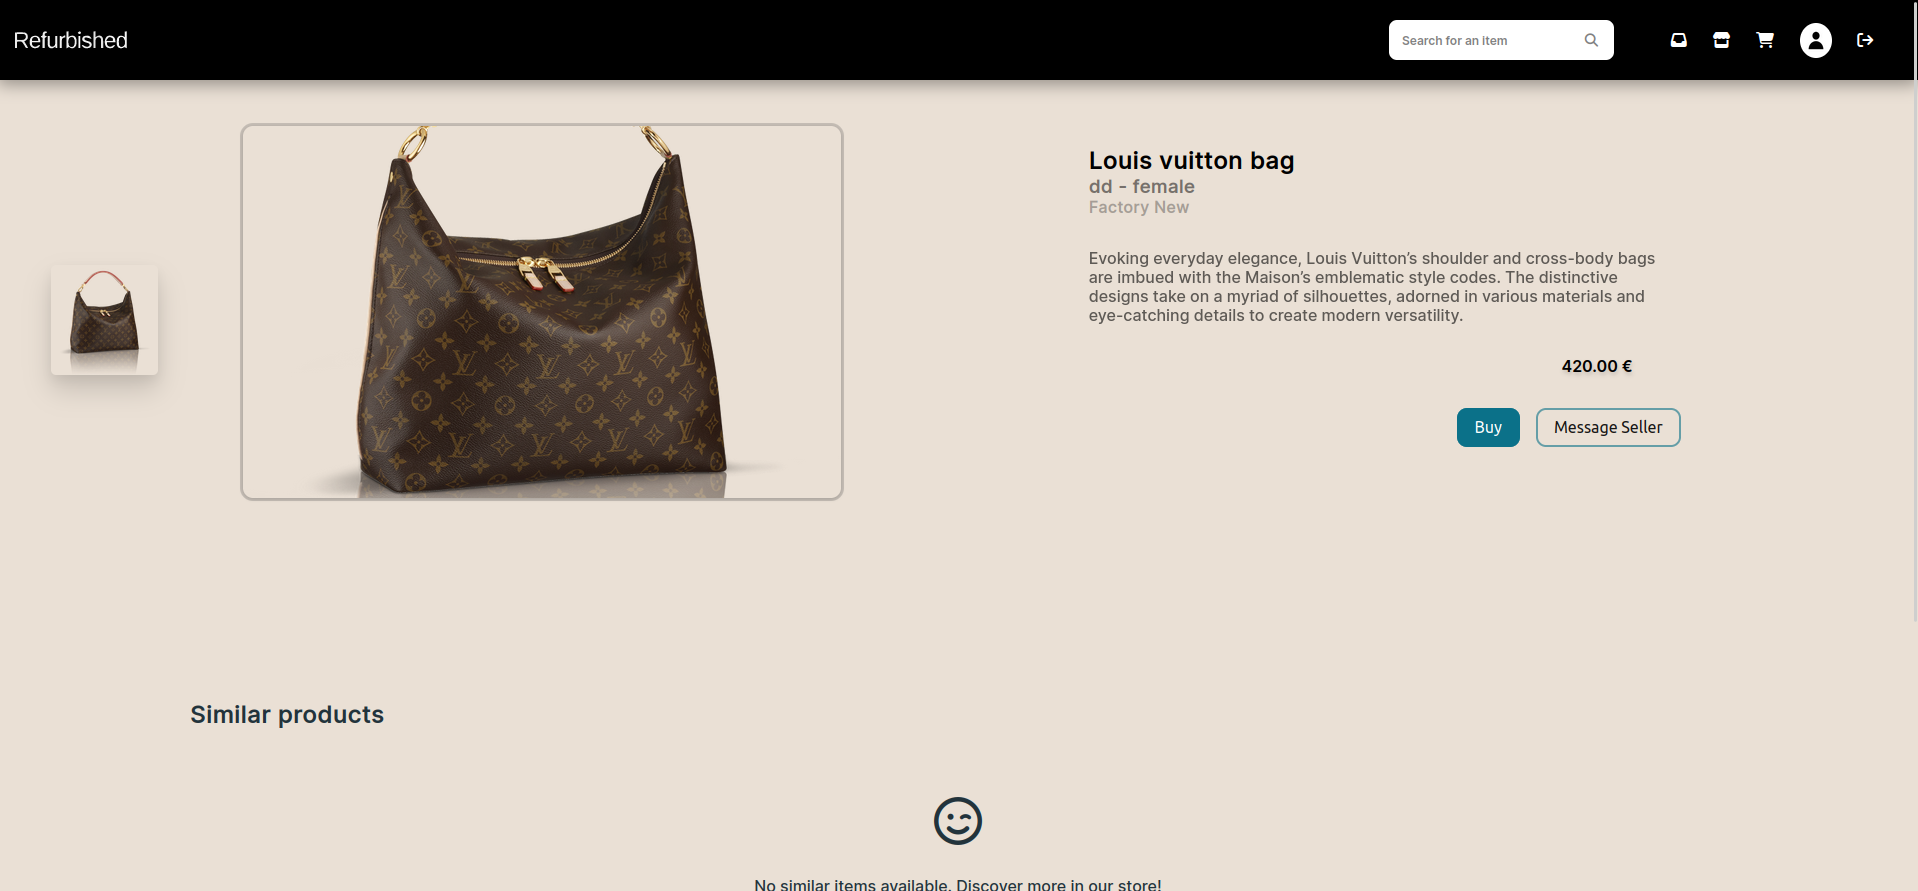 Refurbished
Search for an item
Louis vuitton bag
dd - female
Factory New
Evoking everyday elegance, Louis Vuitton’s shoulder and cross-body bags
are imbued with the Maison’s emblematic style codes. The distinctive
designs take on a myriad of silhouettes, adorned in various materials and
eye-catching details to create modern versatility.
420.00 €
Buy
Message Seller
Similar products
No similar items available. Discover more in our store!